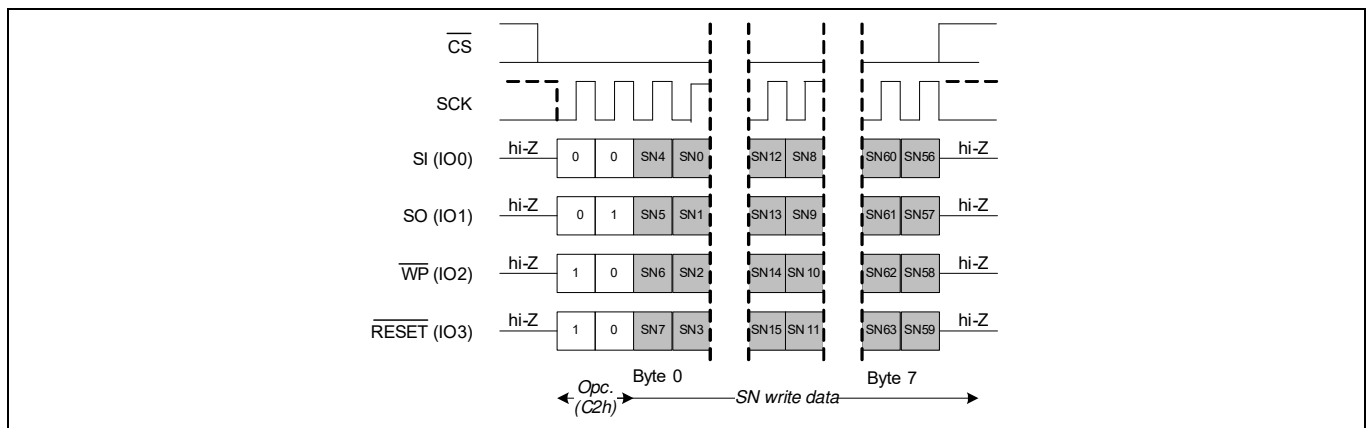 CS
SCK
SI (IO0) hi-Z 0 0 SN4 SN0 SN12 SN8 SN60 SN56 hi-Z
SO (IO1) hi-Z 0 1 SN5 SN1 SN13 SN9 SN61 SN57 hi-Z
WP (IO2) hi-Z 1 0 SN6 SN2 SN14 SN 10 SN62 SN58 hi-Z
RESET (IO3) hi-Z 1 0 SN7 SN3 SN15 SN 11 SN63 SN59 hi-Z
Byte 0 Byte 7
Opc.
(C2h) SN write data